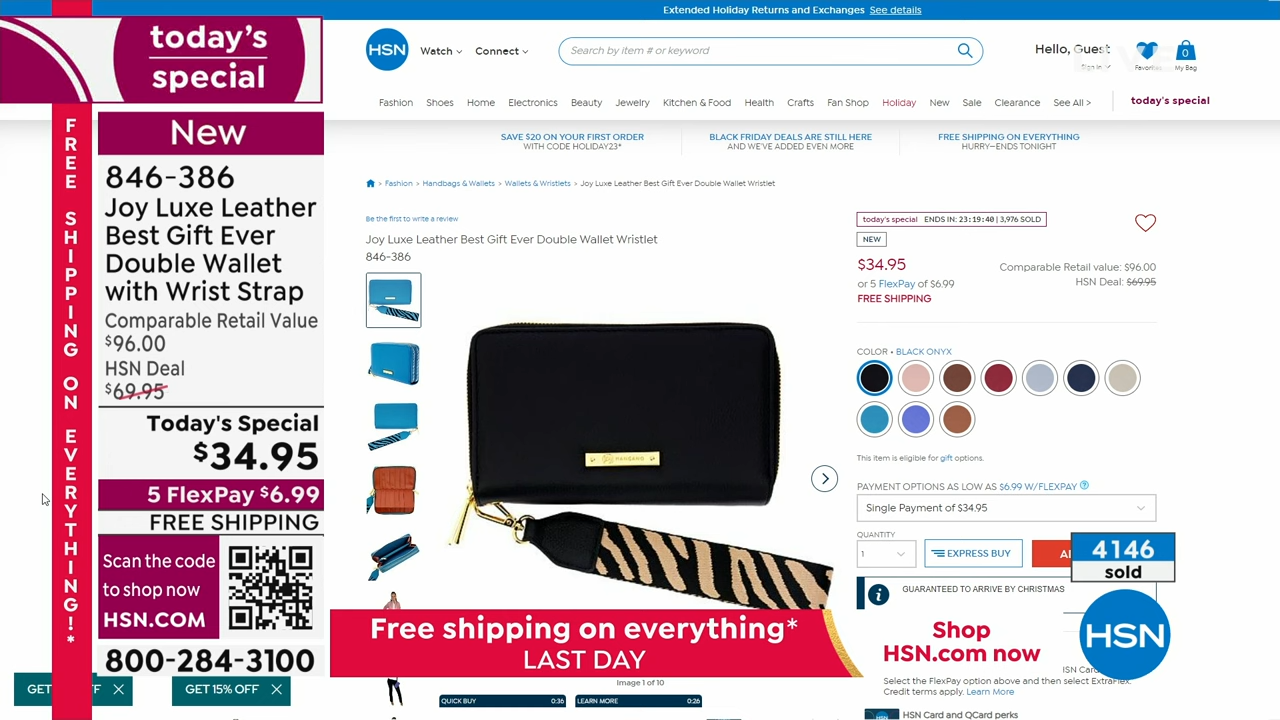 Extended Holiday Returns and Exchanges See details
today's
special
HSN
Watch
Connect
Search by item # or keyword
Hello, Guest
Sign In
Favorites
0
My Bag
LIVE
Fashion Shoes Home Electronics Beauty Jewelry Kitchen & Food Health Crafts Fan Shop Holiday New Sale Clearance See All >
today's special
SAVE $20 ON YOUR FIRST ORDER
WITH CODE HOLIDAY23*
BLACK FRIDAY DEALS ARE STILL HERE
AND WE'VE ADDED EVEN MORE
FREE SHIPPING ON EVERYTHING
HURRY—ENDS TONIGHT
FREE SHIPPING ON EVERYTHING!*
New
846-386
Joy Luxe Leather
Best Gift Ever
Double Wallet
with Wrist Strap
Comparable Retail Value
$96.00
HSN Deal
$69.95
Today's Special
$34.95
5 FlexPay $6.99
FREE SHIPPING
Scan the code
to shop now
HSN.COM
800-284-3100
GET
FF
GET 15% OFF
> Fashion > Handbags & Wallets > Wallets & Wristlets > Joy Luxe Leather Best Gift Ever Double Wallet Wristlet
Be the first to write a review
Joy Luxe Leather Best Gift Ever Double Wallet Wristlet
846-386
today's special ENDS IN: 23:19:40 | 3,976 SOLD
NEW
$34.95
or 5 FlexPay of $6.99
FREE SHIPPING
Comparable Retail value: $96.00
HSN Deal: $69.95
COLOR • BLACK ONYX
This item is eligible for gift options.
PAYMENT OPTIONS AS LOW AS $6.99 W/FLEXPAY
Single Payment of $34.95
QUANTITY
1
EXPRESS BUY
4146
sold
GUARANTEED TO ARRIVE BY CHRISTMAS
Free shipping on everything*
LAST DAY
Shop
HSN.com now
HSN
Select the FlexPay option above and then select ExtraFlex.
Credit terms apply. Learn More
Image 1 of 10
QUICK BUY 0:36
LEARN MORE 0:26
HSN Card and QCard perks